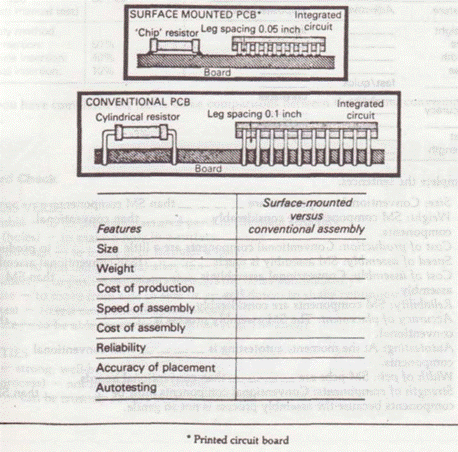 SURFACE MOUNTED PCB*
Integrated circuit
'Chip' resistor
Leg spacing 0.05 inch
Board
CONVENTIONAL PCB
Integrated circuit
Cylindrical resistor
Leg spacing 0.1 inch
Board
Features
Surface-mounted
versus
conventional assembly
Size
Weight
Cost of production
Speed of assembly
Cost of assembly
Reliability
Accuracy of placement
Autotesting
* Printed circuit board